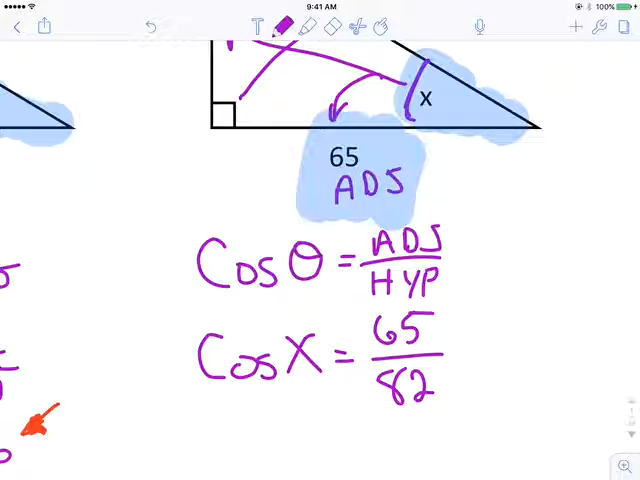 9:41 AM
100%
T
x
65
ADJ
Cos θ = ADJ / HYP
Cos X = 65 / 82